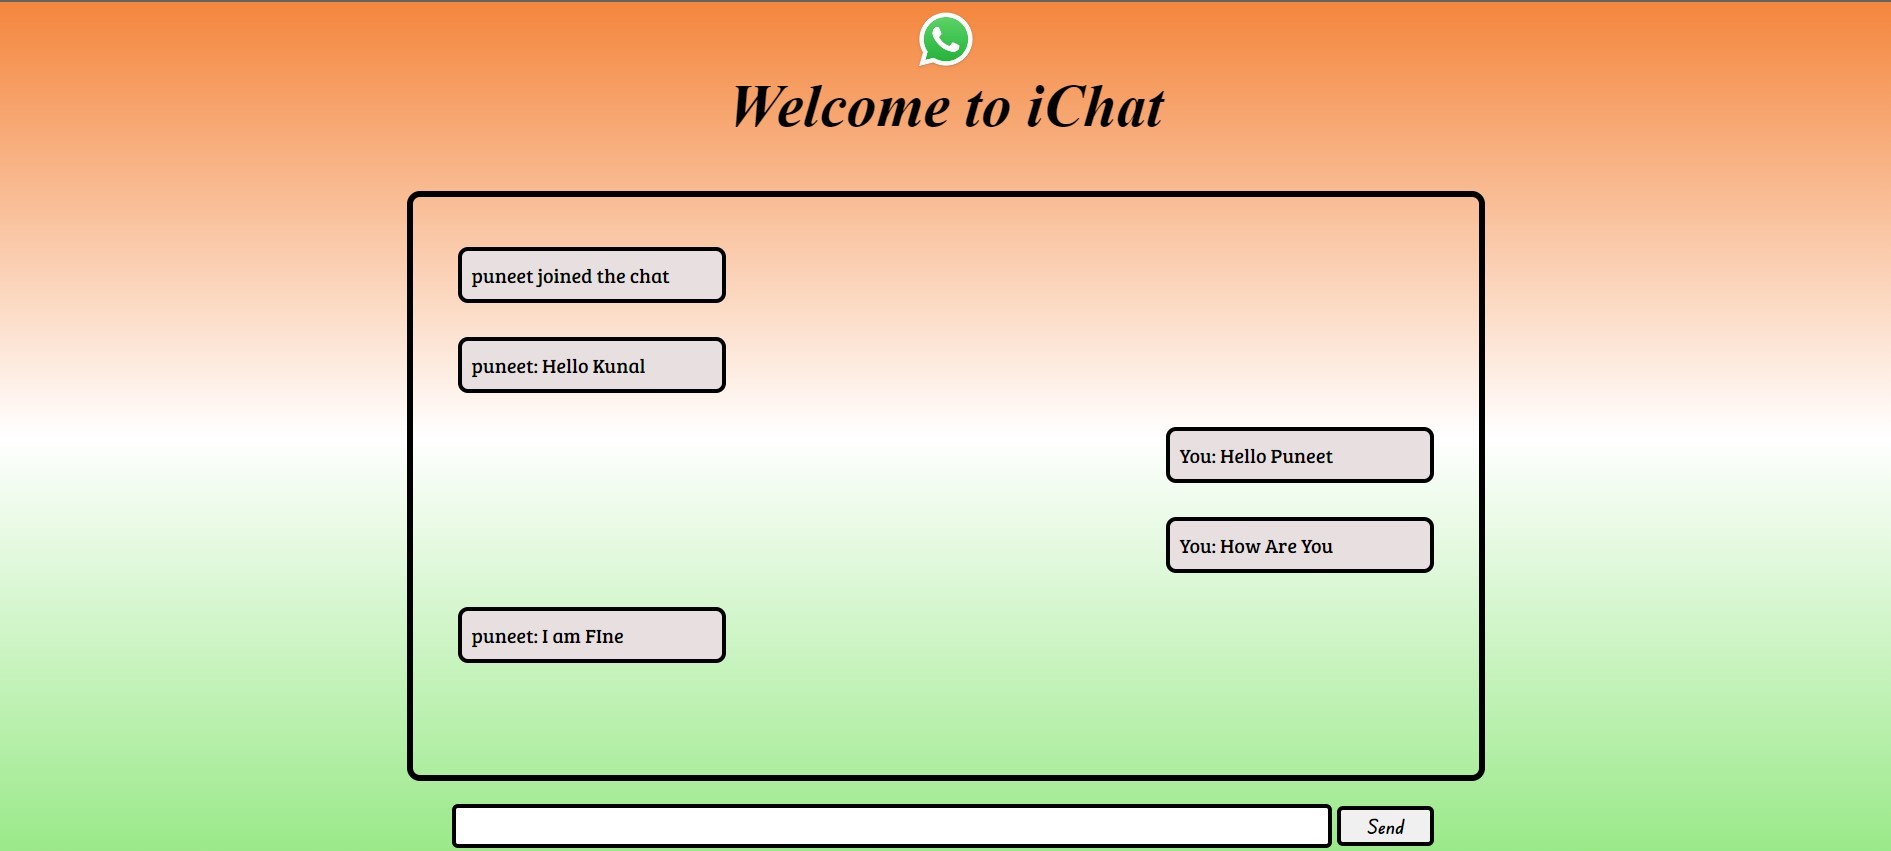 Welcome to iChat
puneet joined the chat
puneet: Hello Kunal
You: Hello Puneet
You: How Are You
puneet: I am FIne
Send